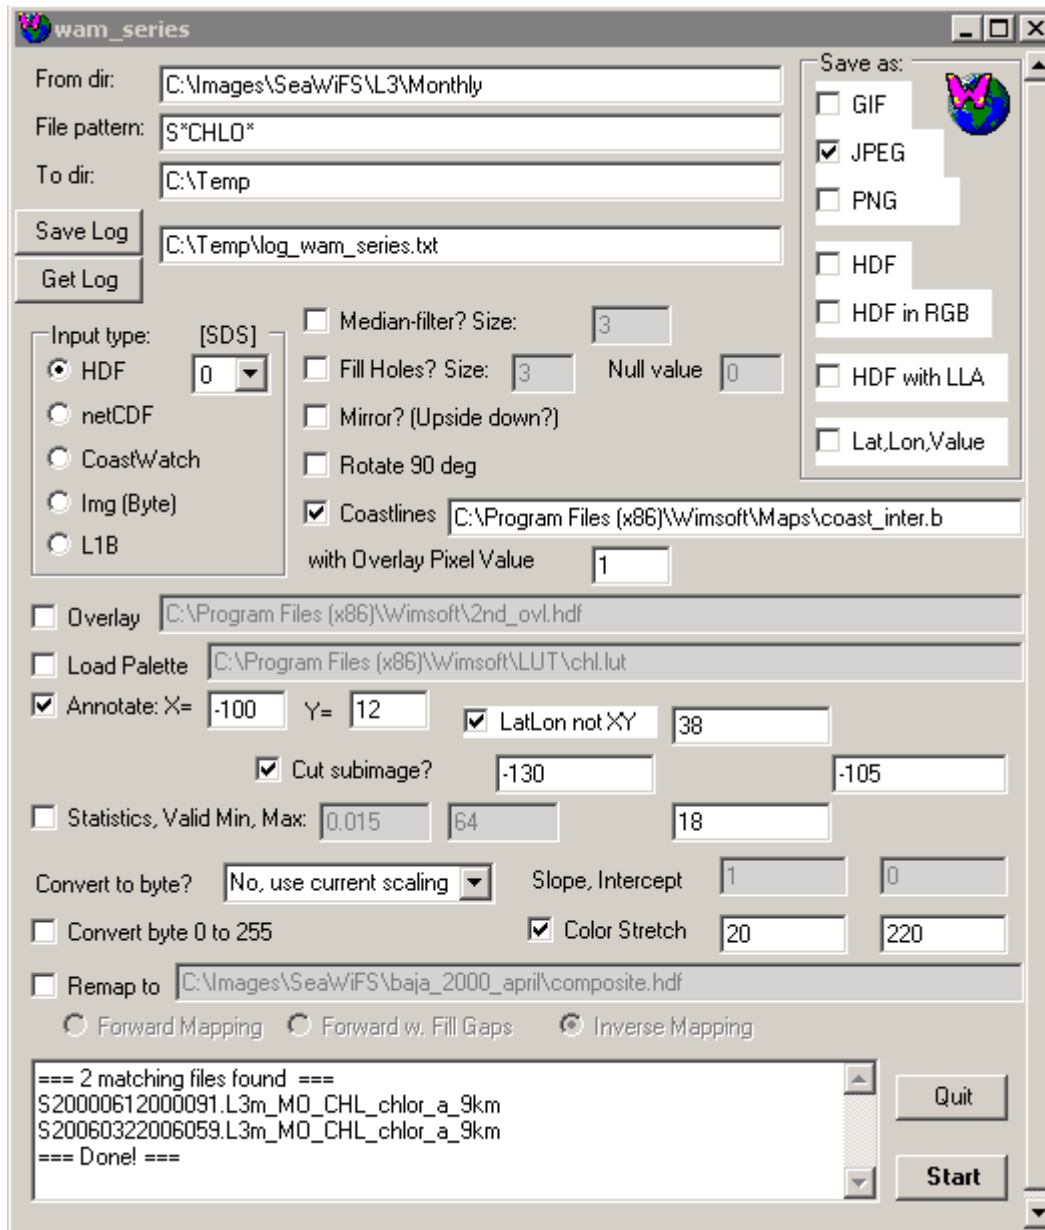 wam_series
From dir: C:\Images\SeaWiFS\L3\Monthly
File pattern: S*CHLO*
To dir: C:\Temp
Save Log
C:\Temp\log_wam_series.txt
Get Log
Save as:
GIF
JPEG
PNG
HDF
HDF in RGB
HDF with LLA
Lat,Lon,Value
Input type: [SDS]
HDF 0
netCDF
CoastWatch
Img (Byte)
L1B
Median-filter? Size: 3
Fill Holes? Size: 3 Null value 0
Mirror? (Upside down?)
Rotate 90 deg
Coastlines C:\Program Files (x86)\Wimsoft\Maps\coast_inter.b
with Overlay Pixel Value 1
Overlay C:\Program Files (x86)\Wimsoft\2nd_ovl.hdf
Load Palette C:\Program Files (x86)\Wimsoft\LUT\chl.lut
Annotate: X= -100 Y= 12 LatLon not XY 38
Cut subimage? -130 -105
Statistics, Valid Min, Max: 0.015 64 18
Convert to byte? No, use current scaling Slope, Intercept 1 0
Convert byte 0 to 255 Color Stretch 20 220
Remap to C:\Images\SeaWiFS\baja_2000_april\composite.hdf
Forward Mapping Forward w. Fill Gaps Inverse Mapping
=== 2 matching files found ===
S20000612000091.L3m_MO_CHL_chlor_a_9km
S20060322006059.L3m_MO_CHL_chlor_a_9km
=== Done! ===
Quit
Start